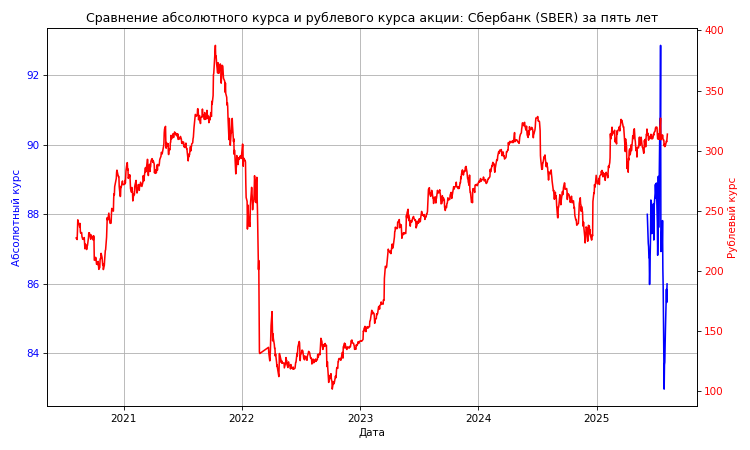 Сравнение абсолютного курса и рублевого курса акции: Сбербанк (SBER) за пять лет
Абсолютный курс
92
90
88
86
84
400
350
300
250
200
150
100
Рублевый курс
2021 2022 2023 2024 2025
Дата